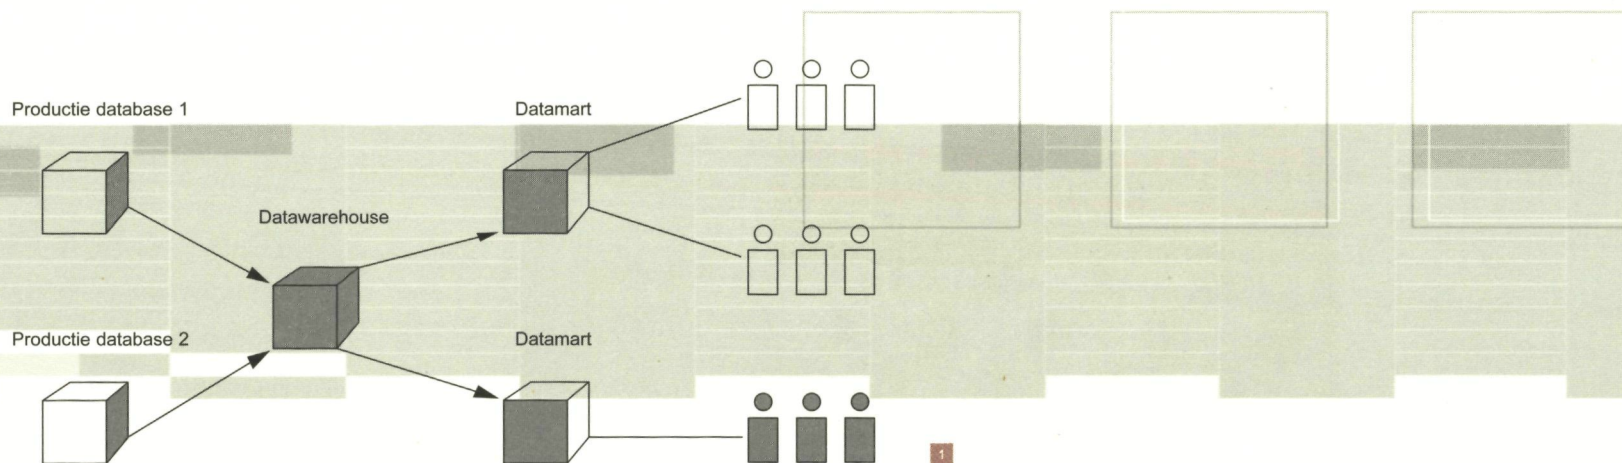 Productie database 1
Datamart
Datawarehouse
Productie database 2
Datamart
1